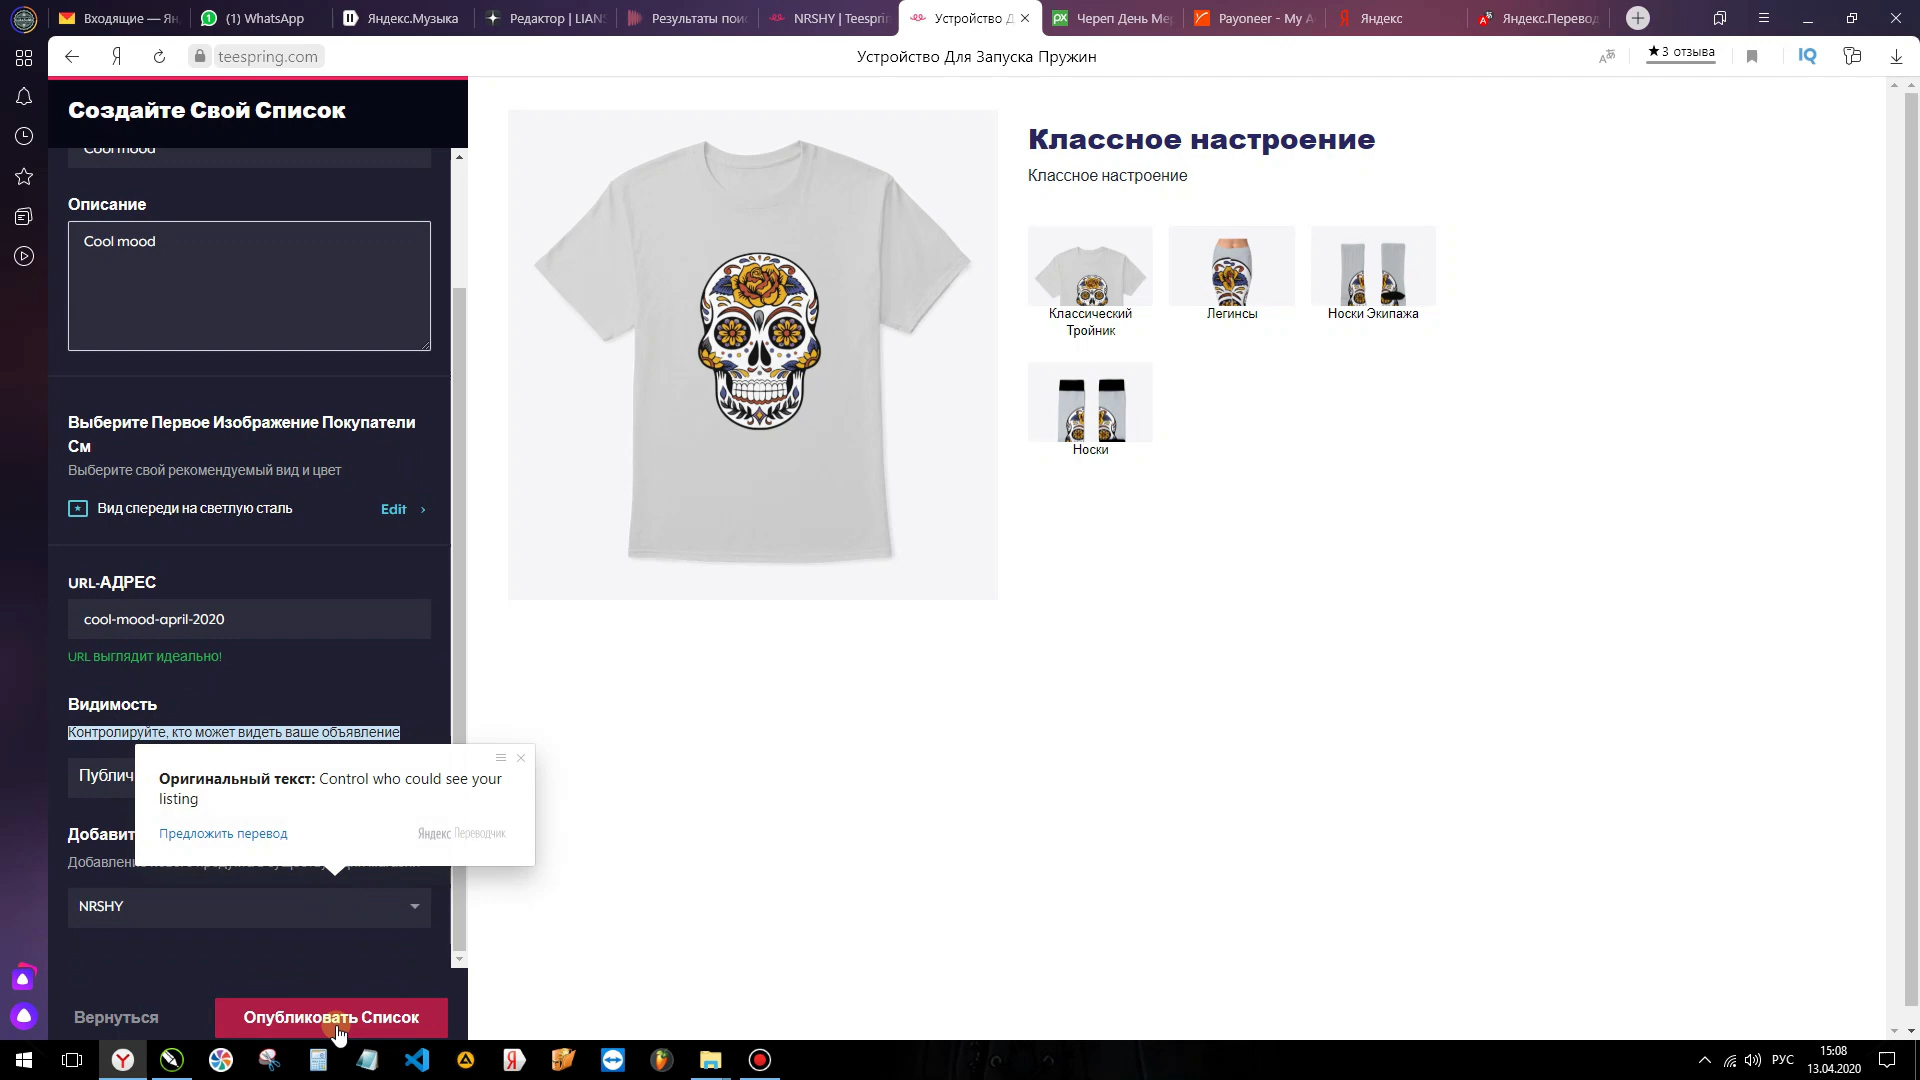 Входящие — Ян
(1) WhatsApp
Яндекс.Музыка
Редактор | LIANS
Результаты пои
NRSHY | Teesprin
Устройство Д
Череп День Ме
Payoneer - My A
Яндекс
Яндекс.Перевод
teespring.com
Устройство Для Запуска Пружин
★3 отзыва
IQ
Создайте Свой Список
Cool mood
Описание
Cool mood
Выберите Первое Изображение Покупатели
См
Выберите свой рекомендуемый вид и цвет
Вид спереди на светлую сталь
Edit
URL-АДРЕС
cool-mood-april-2020
URL выглядит идеально!
Видимость
Контролируйте, кто может видеть ваше объявление
Публич
Оригинальный текст: Control who could see your
listing
Предложить перевод
Яндекс Переводчик
Добавит
NRSHY
Вернуться
Опубликовать Список
Классное настроение
Классное настроение
Классический
Тройник
Легинсы
Носки Экипажа
Носки
РУС
15:08
13.04.2020